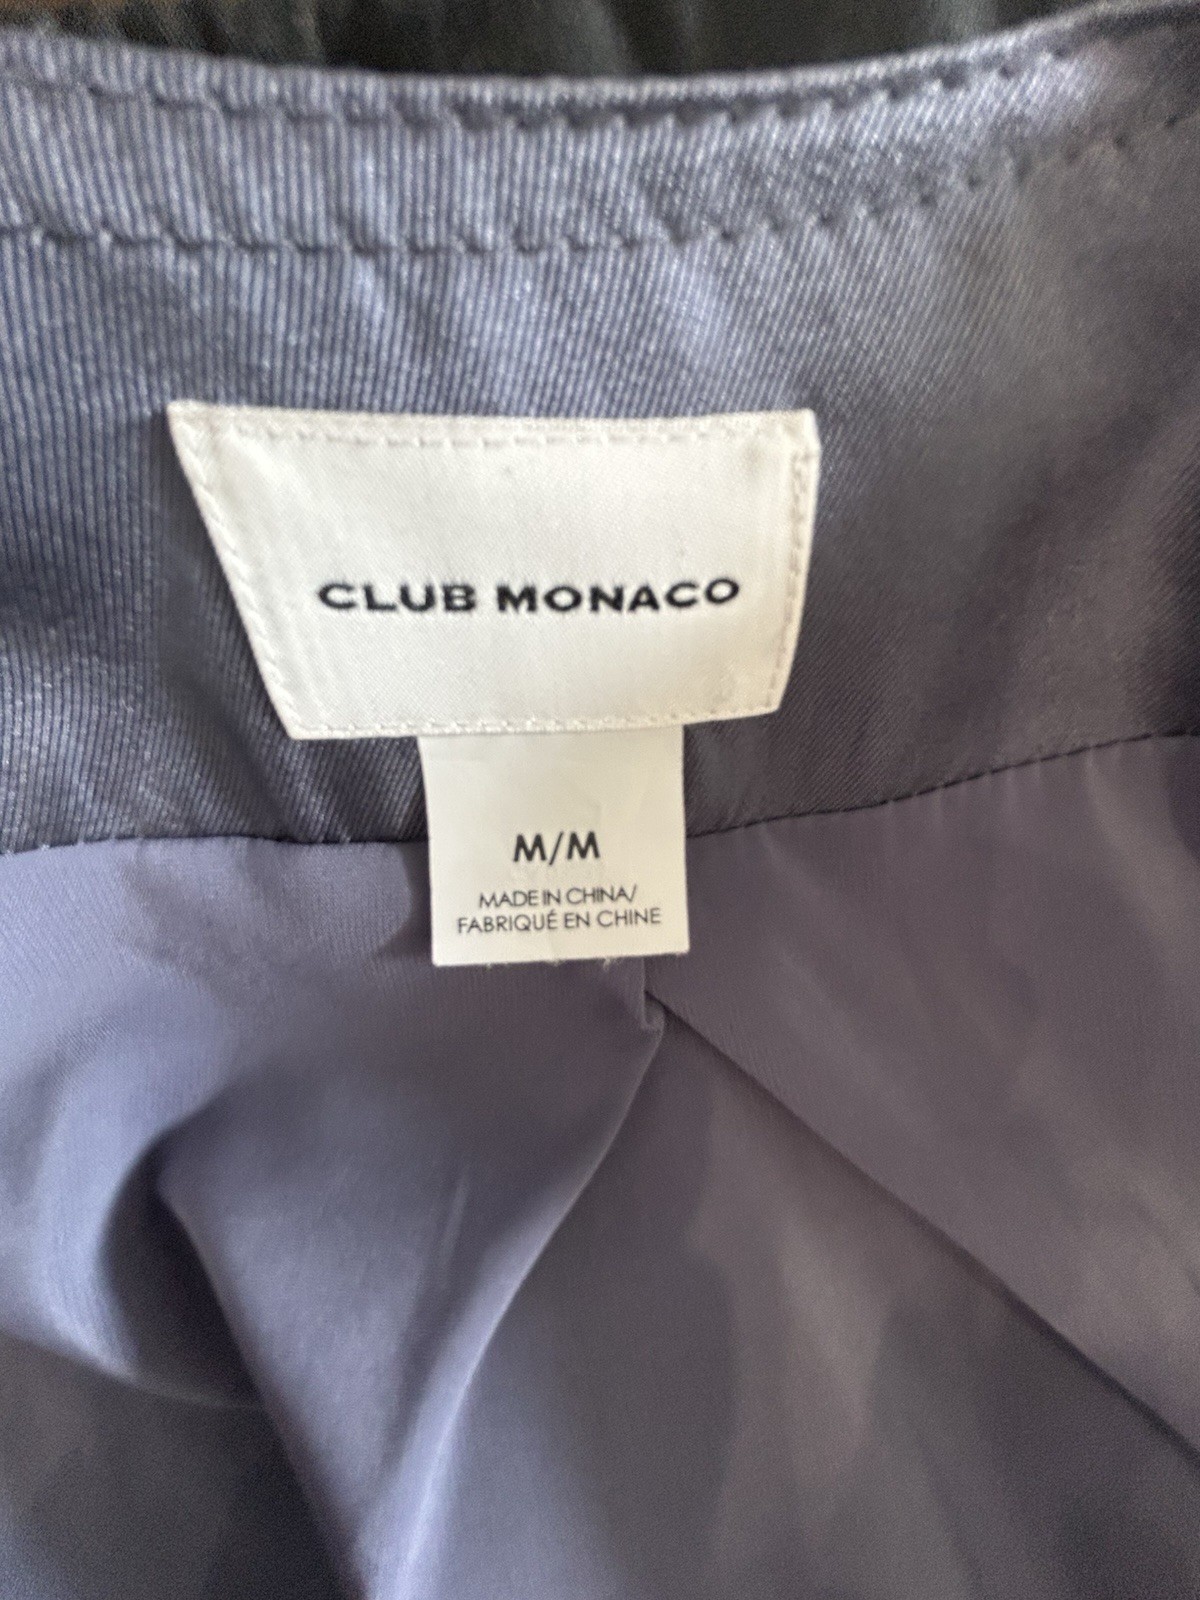 CLUB MONACO
M/M
MADE IN CHINA/
FABRIQUÉ EN CHINE